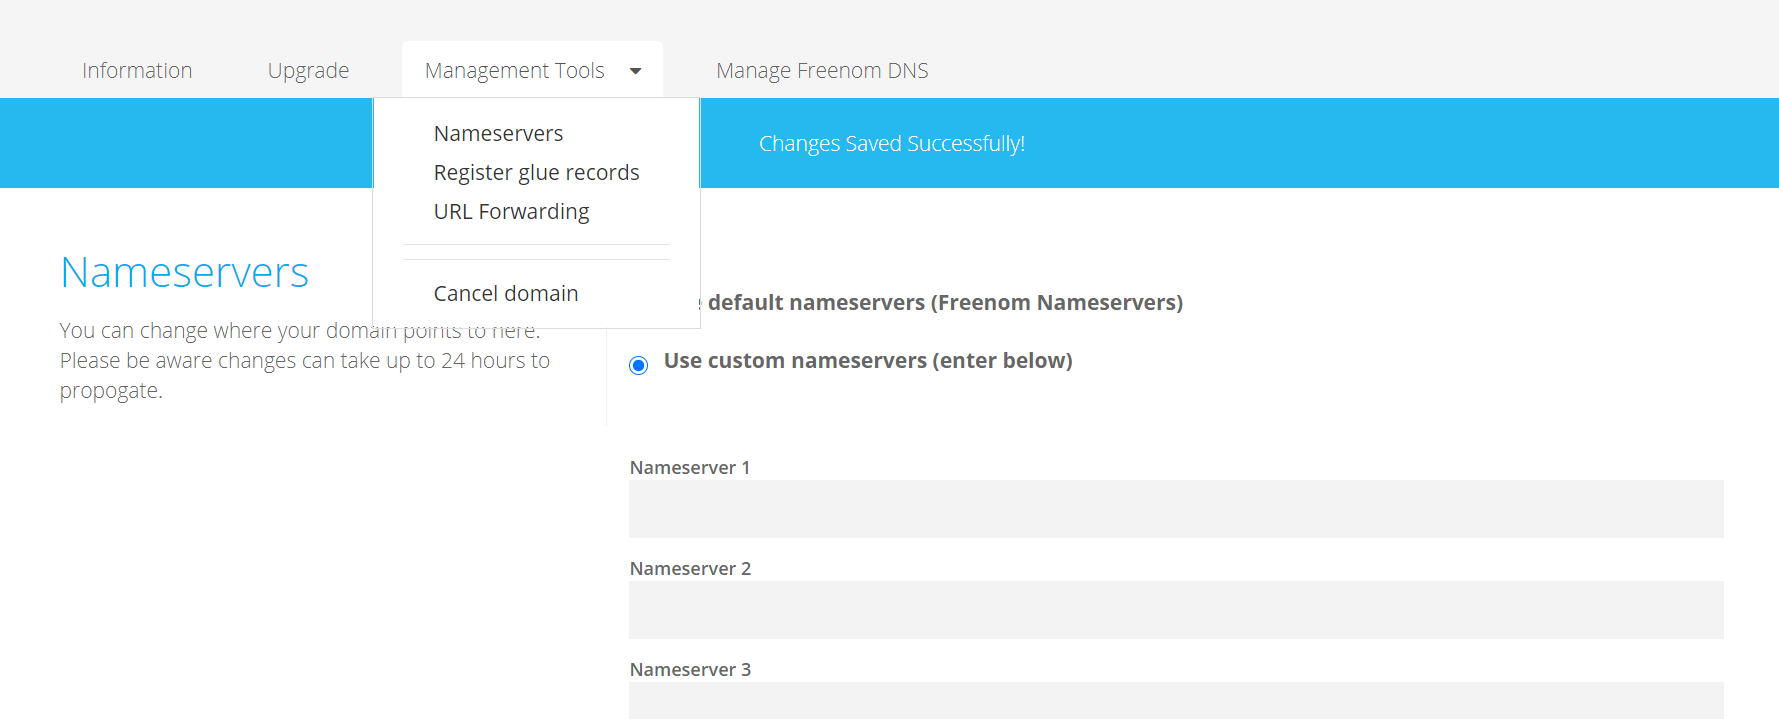 Information
Upgrade
Management Tools
Manage Freenom DNS
Nameservers
Register glue records
URL Forwarding
Cancel domain
Changes Saved Successfully!
Nameservers
You can change where your domain points to here.
Please be aware changes can take up to 24 hours to
propogate.
default nameservers (Freenom Nameservers)
Use custom nameservers (enter below)
Nameserver 1
Nameserver 2
Nameserver 3